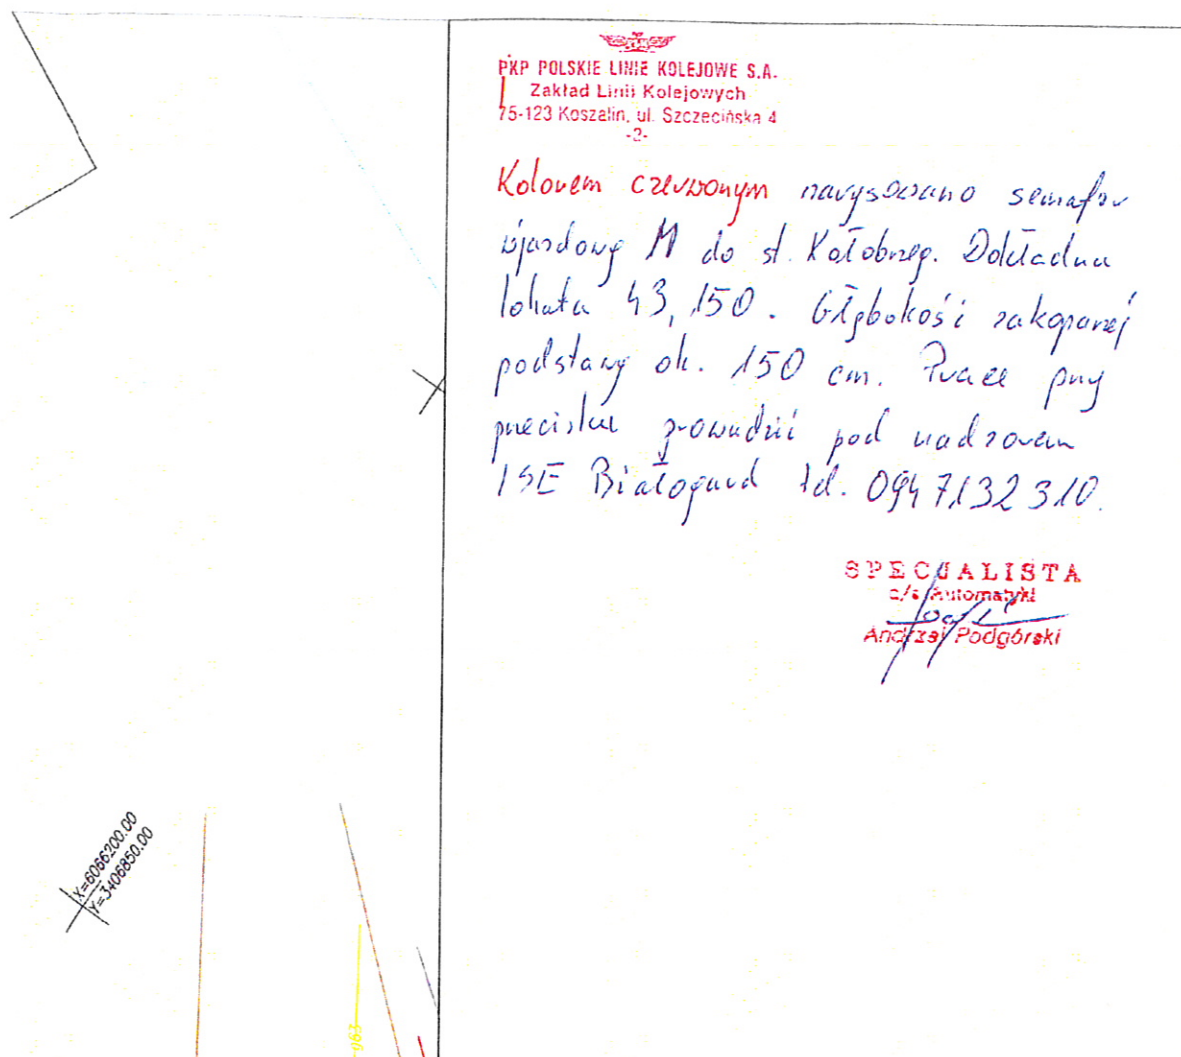 PKP POLSKIE LINIE KOLEJOWE S.A.
Zakład Linii Kolejowych
75-123 Koszalin, ul. Szczecińska 4
-2-
Kolorem czerwonym narysowano semafor
wjazdowy M do st. Kołobrzeg. Dokładna
lokata 43,150. Głębokość zakopanej
podstawy ok. 150 cm. Prace przy
przecisku prowadzić pod nadzorem
ISE Białogard tel. 0947132310.
SPECJALISTA
d/s Automatyki
Andrzej Podgórski
X=6066200.00
Y=3406850.00